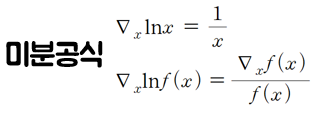 미분공식
∇ₓlnx = 1/x
∇ₓlnf(x) = ∇ₓf(x)/f(x)